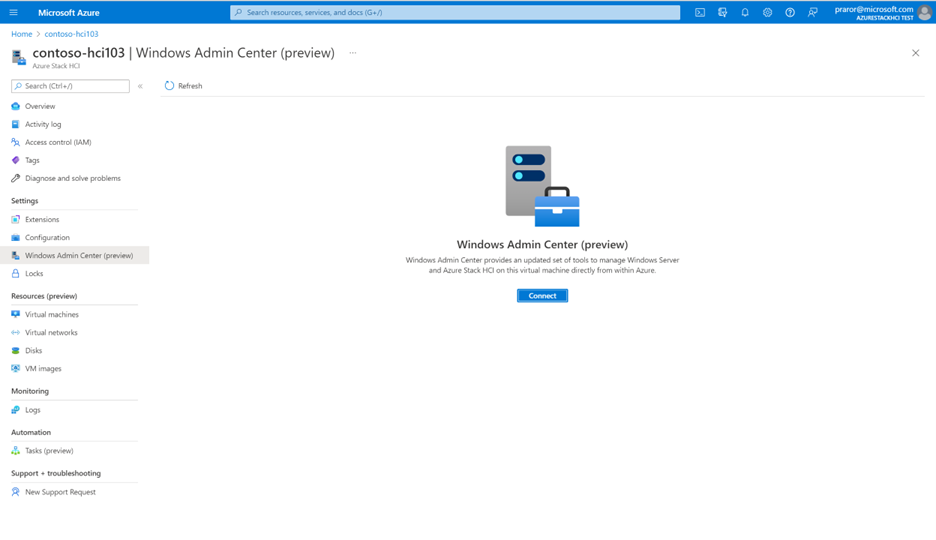 Microsoft Azure
Search resources, services, and docs (G+/)
praror@microsoft.com
AZURESTACKHCI TEST
Home > contoso-hci103
contoso-hci103 | Windows Admin Center (preview) ...
Azure Stack HCI
Search (Ctrl+/)
«
Refresh
Overview
Activity log
Access control (IAM)
Tags
Diagnose and solve problems
Settings
Extensions
Configuration
Windows Admin Center (preview)
Locks
Resources (preview)
Virtual machines
Virtual networks
Disks
VM images
Monitoring
Logs
Automation
Tasks (preview)
Support + troubleshooting
New Support Request
Windows Admin Center (preview)
Windows Admin Center provides an updated set of tools to manage Windows Server
and Azure Stack HCI on this virtual machine directly from within Azure.
Connect